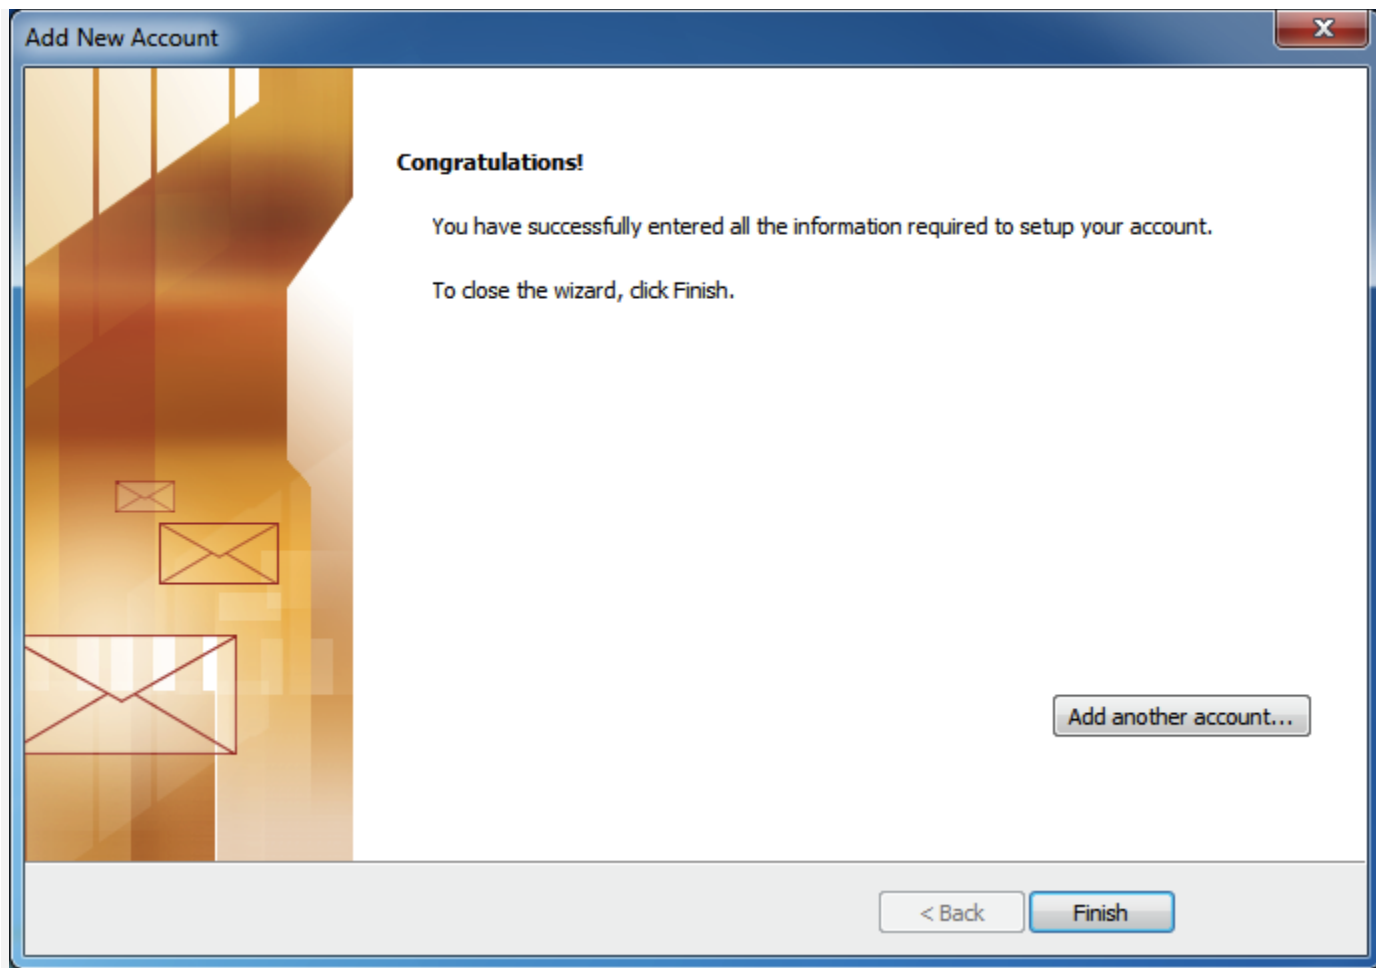 Add New Account
Congratulations!
You have successfully entered all the information required to setup your account.
To close the wizard, click Finish.
Add another account...
< Back
Finish